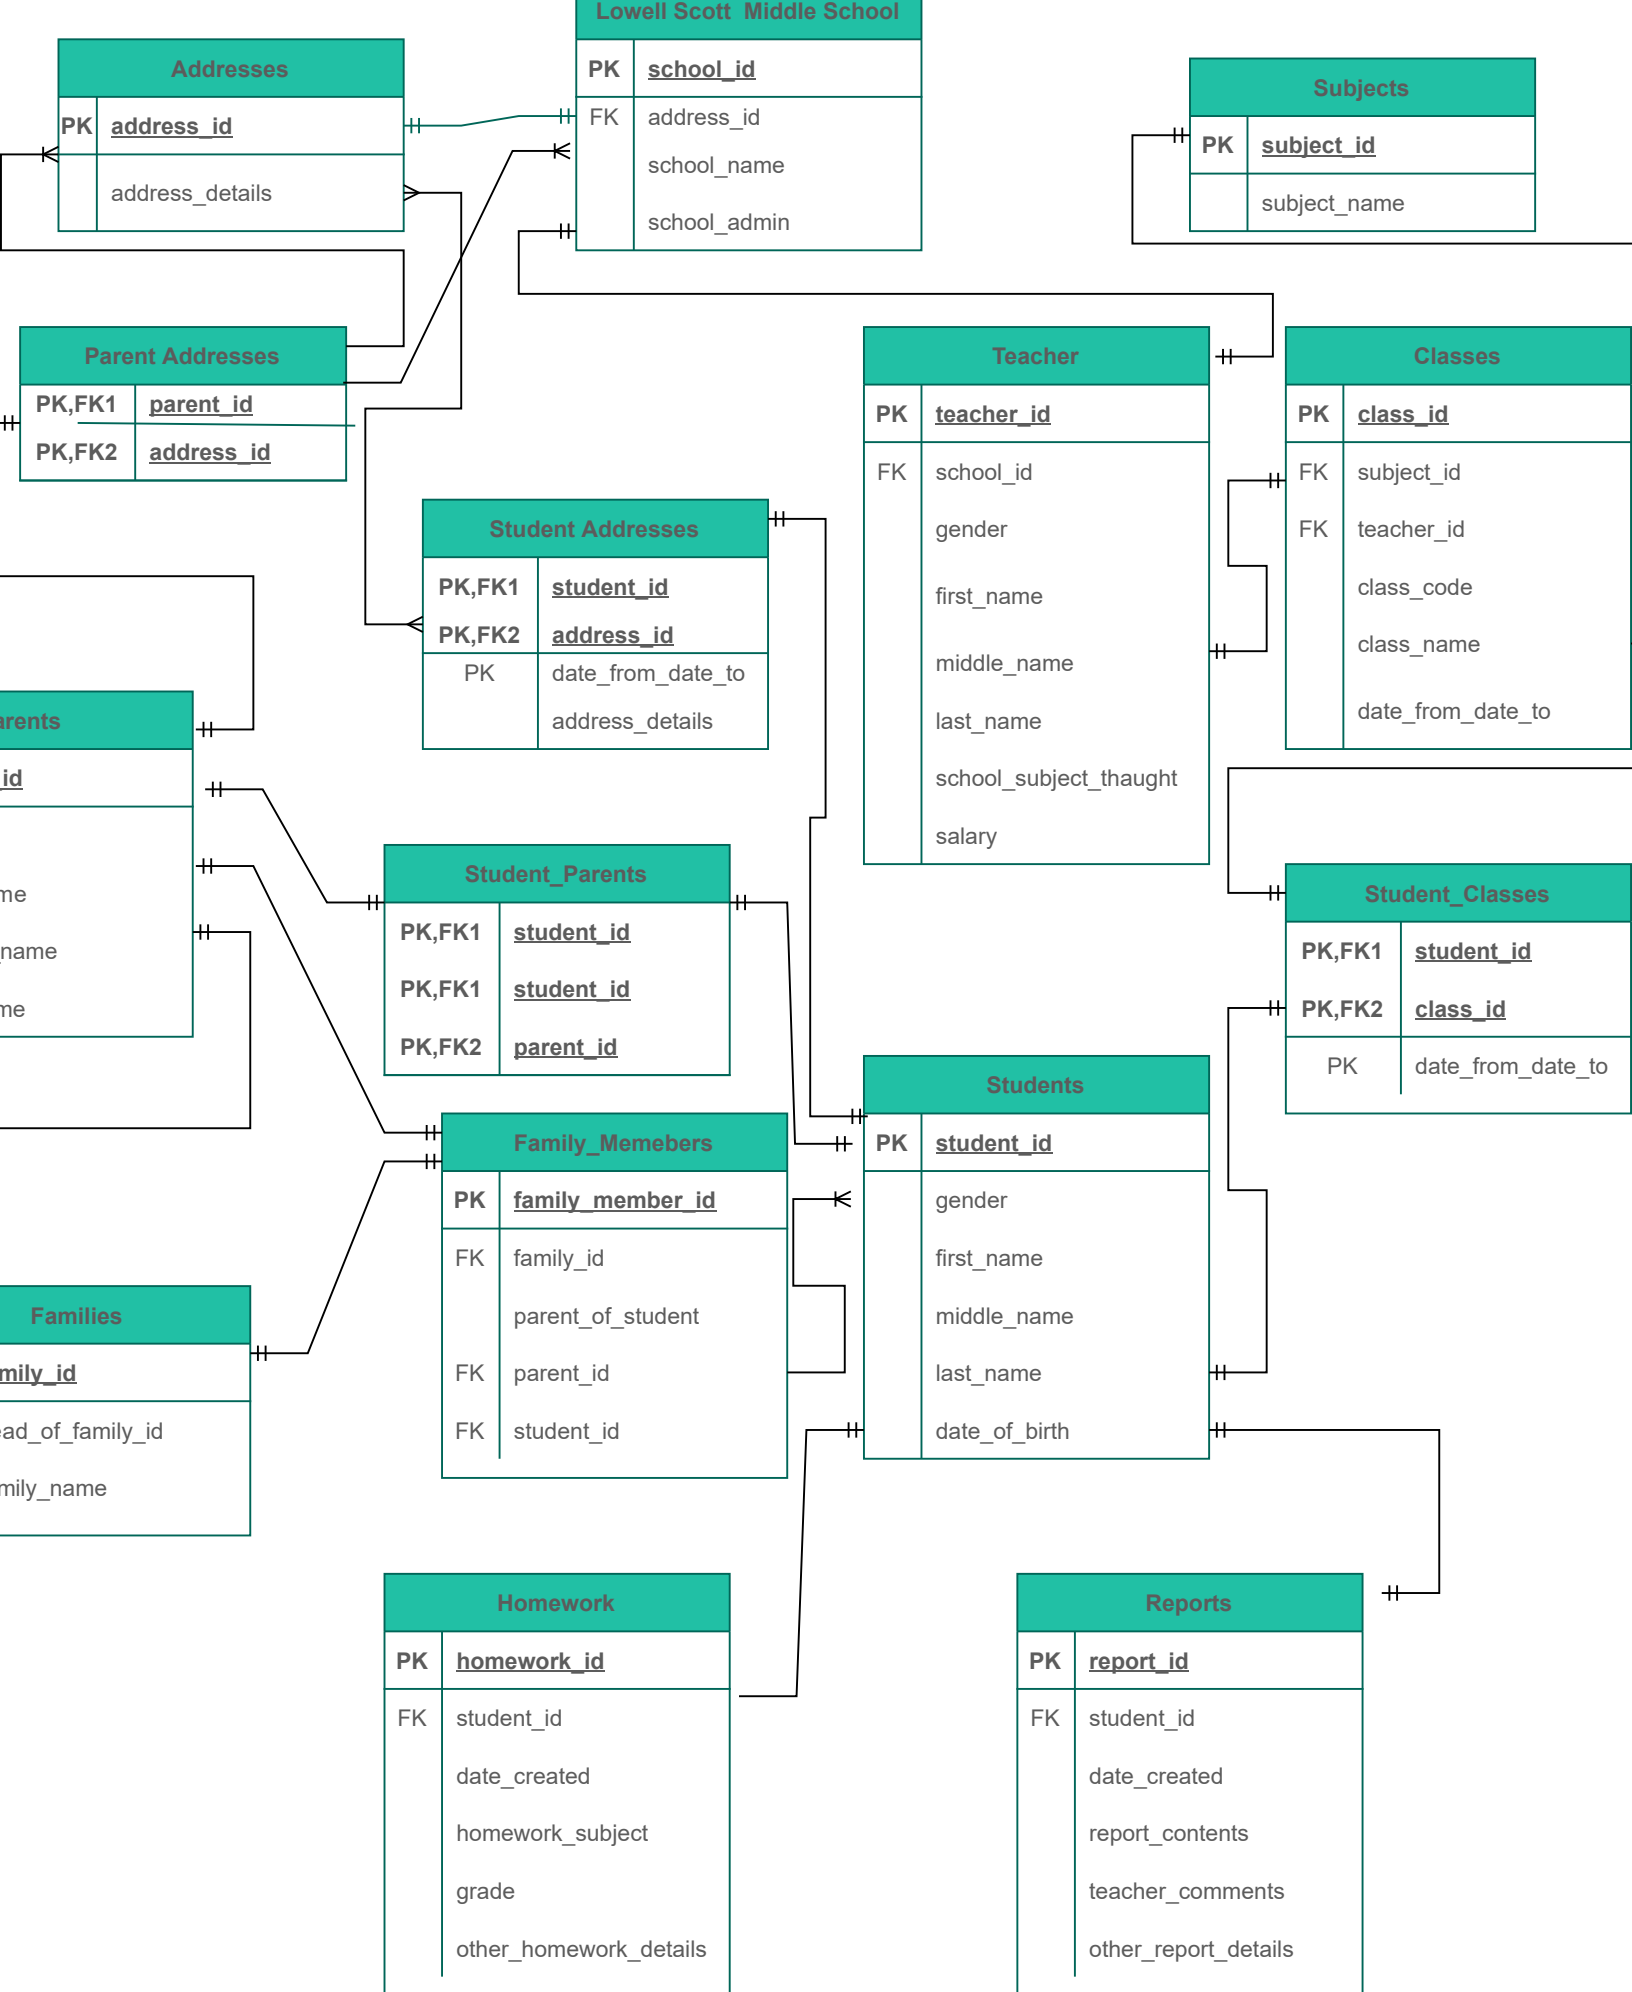 Lowell Scott  Middle School
PK school_id
FK address_id
school_name
school_admin
Addresses
PK address_id
address_details
Subjects
PK subject_id
subject_name
Parent Addresses
PK,FK1 parent_id
PK,FK2 address_id
Teacher
PK teacher_id
FK school_id
gender
first_name
middle_name
last_name
school_subject_thaught
salary
Classes
PK class_id
FK subject_id
FK teacher_id
class_code
class_name
date_from_date_to
Student Addresses
PK,FK1 student_id
PK,FK2 address_id
PK date_from_date_to
address_details
arents
_id
me
_name
me
Student_Parents
PK,FK1 student_id
PK,FK1 student_id
PK,FK2 parent_id
Student_Classes
PK,FK1 student_id
PK,FK2 class_id
PK date_from_date_to
Students
PK student_id
gender
first_name
middle_name
last_name
date_of_birth
Family_Memebers
PK family_member_id
FK family_id
parent_of_student
FK parent_id
FK student_id
Families
mily_id
ead_of_family_id
mily_name
Homework
PK homework_id
FK student_id
date_created
homework_subject
grade
other_homework_details
Reports
PK report_id
FK student_id
date_created
report_contents
teacher_comments
other_report_details